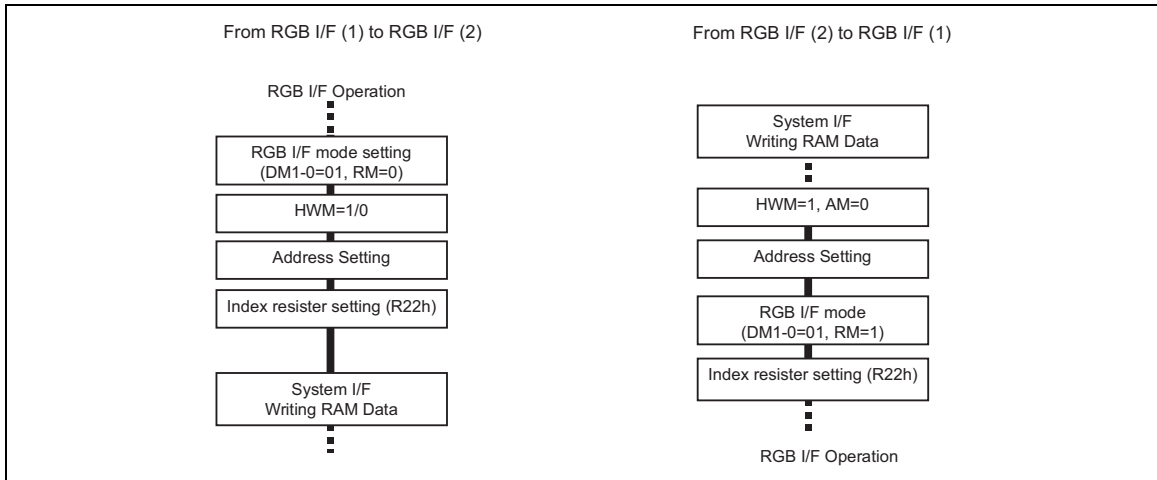 From RGB I/F (1) to RGB I/F (2)
RGB I/F Operation
RGB I/F mode setting
(DM1-0=01, RM=0)
HWM=1/0
Address Setting
Index resister setting (R22h)
System I/F
Writing RAM Data
From RGB I/F (2) to RGB I/F (1)
System I/F
Writing RAM Data
HWM=1, AM=0
Address Setting
RGB I/F mode
(DM1-0=01, RM=1)
Index resister setting (R22h)
RGB I/F Operation